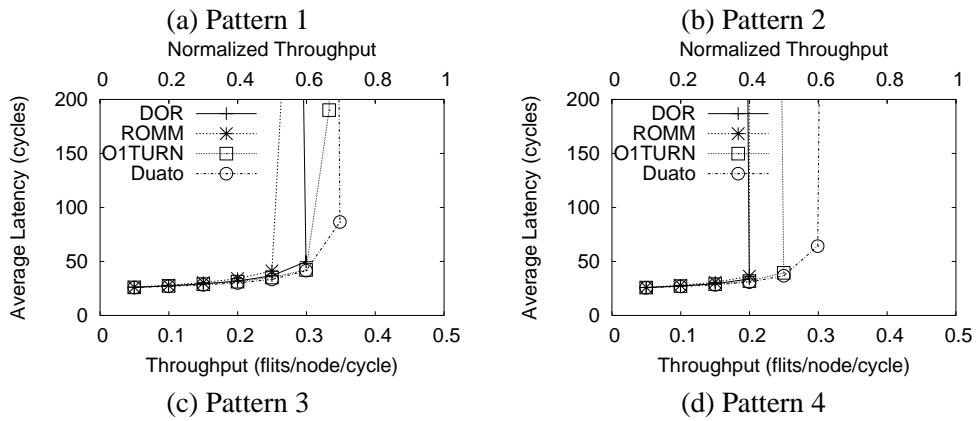 (a) Pattern 1
(b) Pattern 2
Normalized Throughput
0 0.2 0.4 0.6 0.8 1
200
150
100
50
0
Average Latency (cycles)
DOR
ROMM
O1TURN
Duato
0 0.1 0.2 0.3 0.4 0.5
Throughput (flits/node/cycle)
Normalized Throughput
0 0.2 0.4 0.6 0.8 1
200
150
100
50
0
Average Latency (cycles)
DOR
ROMM
O1TURN
Duato
0 0.1 0.2 0.3 0.4 0.5
Throughput (flits/node/cycle)
(c) Pattern 3
(d) Pattern 4